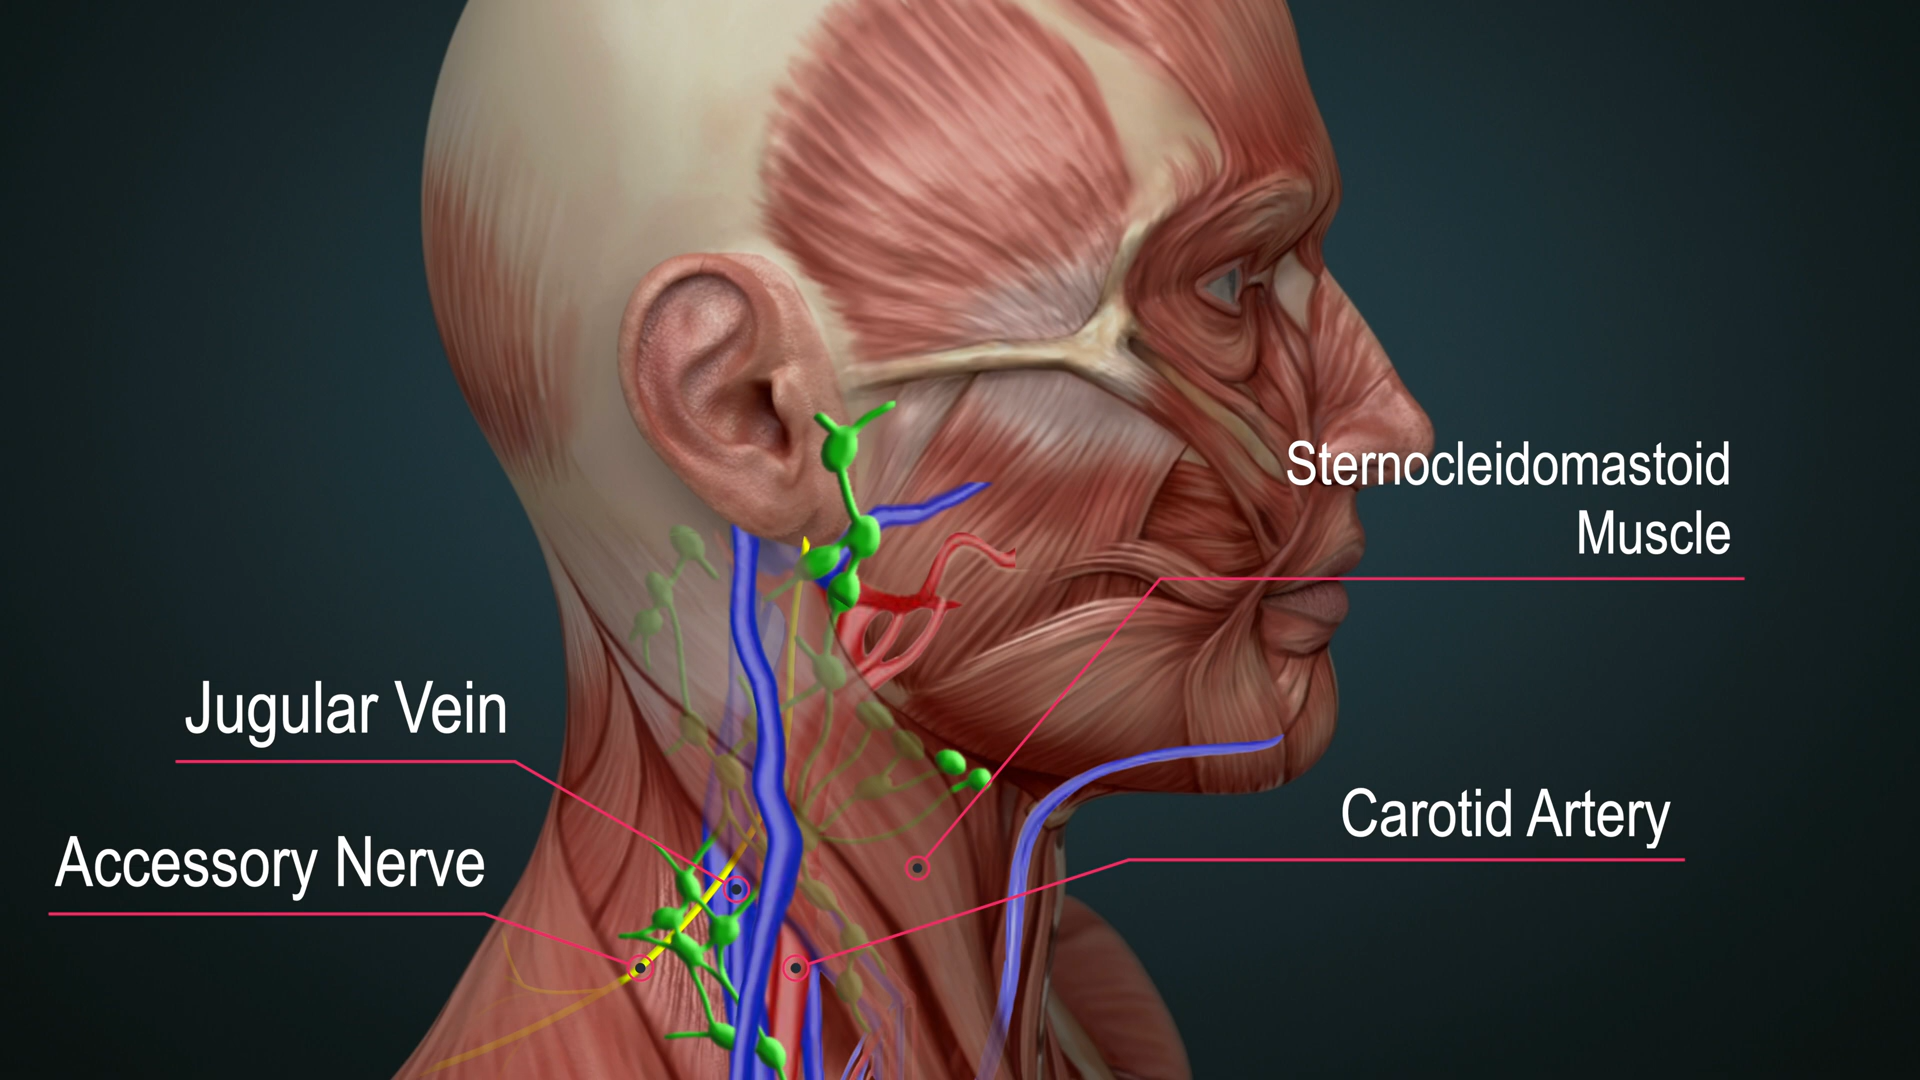 Sternocleidomastoid
Muscle
Jugular Vein
Carotid Artery
Accessory Nerve